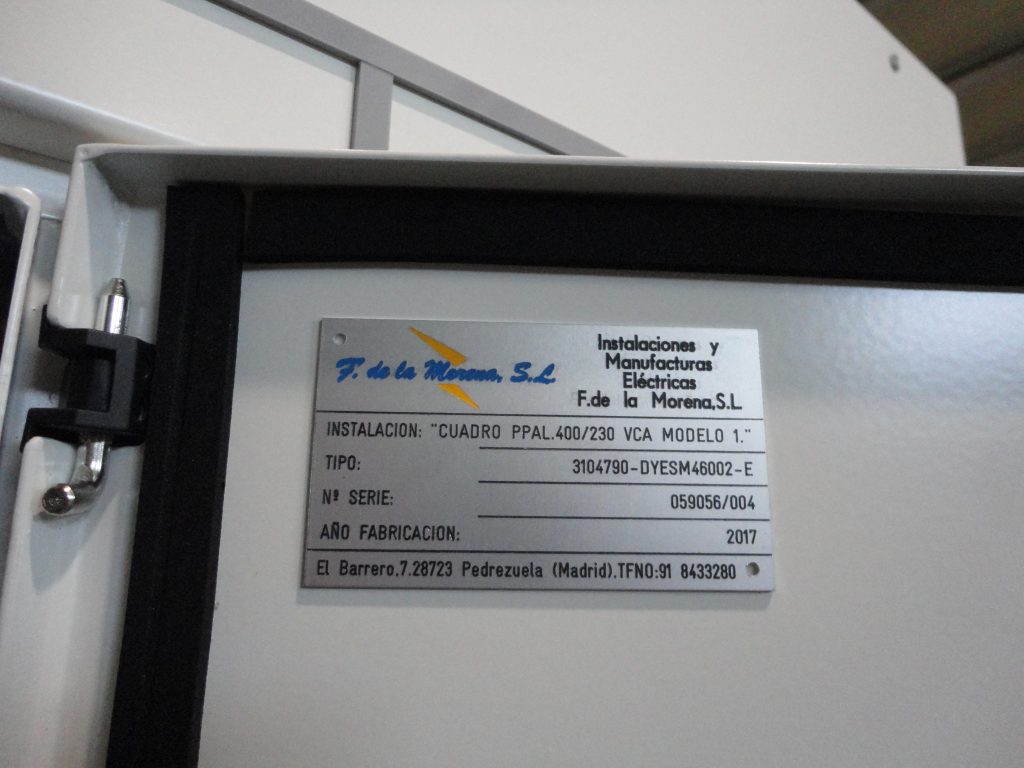 F. de la Morena, S.L.
Instalaciones y
Manufacturas
Eléctricas
F.de la Morena,S.L.
INSTALACION: "CUADRO PPAL.400/230 VCA MODELO 1."
TIPO: 3104790-DYESM46002-E
Nº SERIE: 059056/004
AÑO FABRICACION: 2017
El Barrero,7.28723 Pedrezuela (Madrid).TFNO:91 8433280